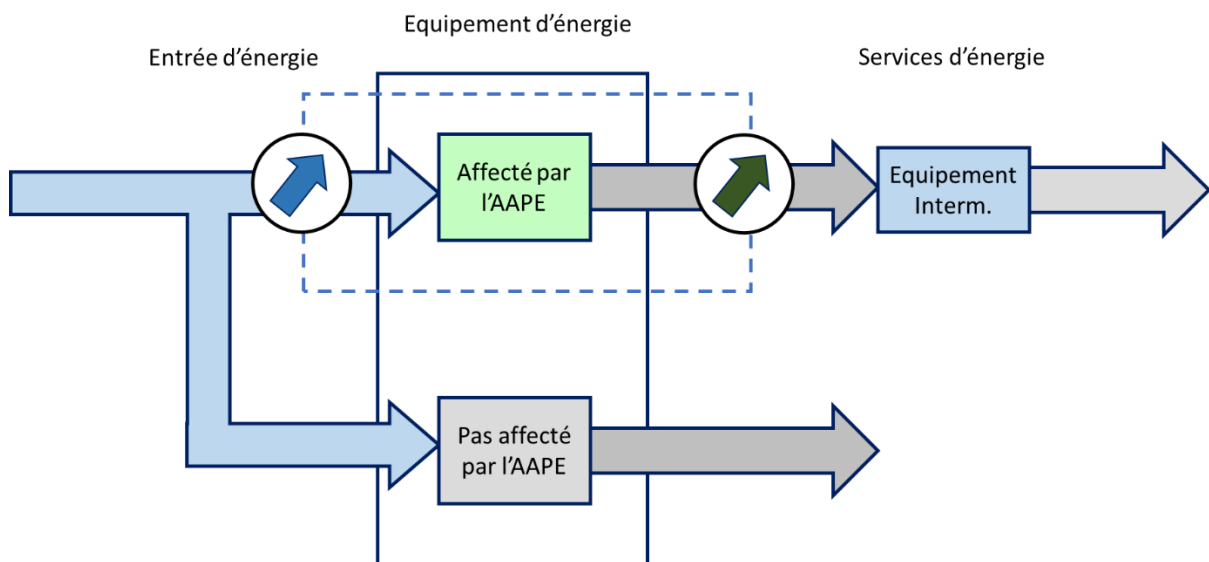 Equipement d’énergie
Entrée d’énergie
Services d’énergie
Affecté par
l’AAPE
Equipement
Interm.
Pas affecté
par l’AAPE